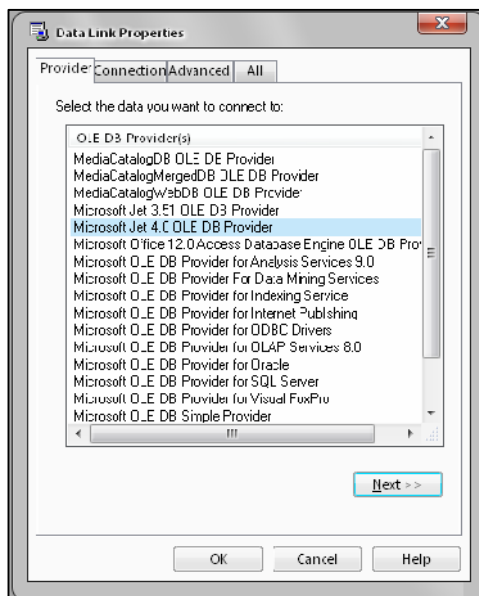 Data Link Properties
Provider Connection Advanced All
Select the data you want to connect to:
OLE DB Provider(s)
MediaCatalogDB OLE DB Provider
MediaCatalogMergedDB OLE DB Provider
MediaCatalogWebDB OLE DB Provider
Microsoft Jet 3.51 OLE DB Provider
Microsoft Jet 4.0 OLE DB Provider
Microsoft Office 12.0 Access Database Engine OLE DB Prov
Microsoft OLE DB Provider for Analysis Services 9.0
Microsoft OLE DB Provider For Data Mining Services
Microsoft OLE DB Provider for Indexing Service
Microsoft OLE DB Provider for Internet Publishing
Microsoft OLE DB Provider for ODBC Drivers
Microsoft OLE DB Provider for OLAP Services 8.0
Microsoft OLE DB Provider for Oracle
Microsoft OLE DB Provider for SQL Server
Microsoft OLE DB Provider for Visual FoxPro
Microsoft OLE DB Simple Provider
Next >>
OK Cancel Help